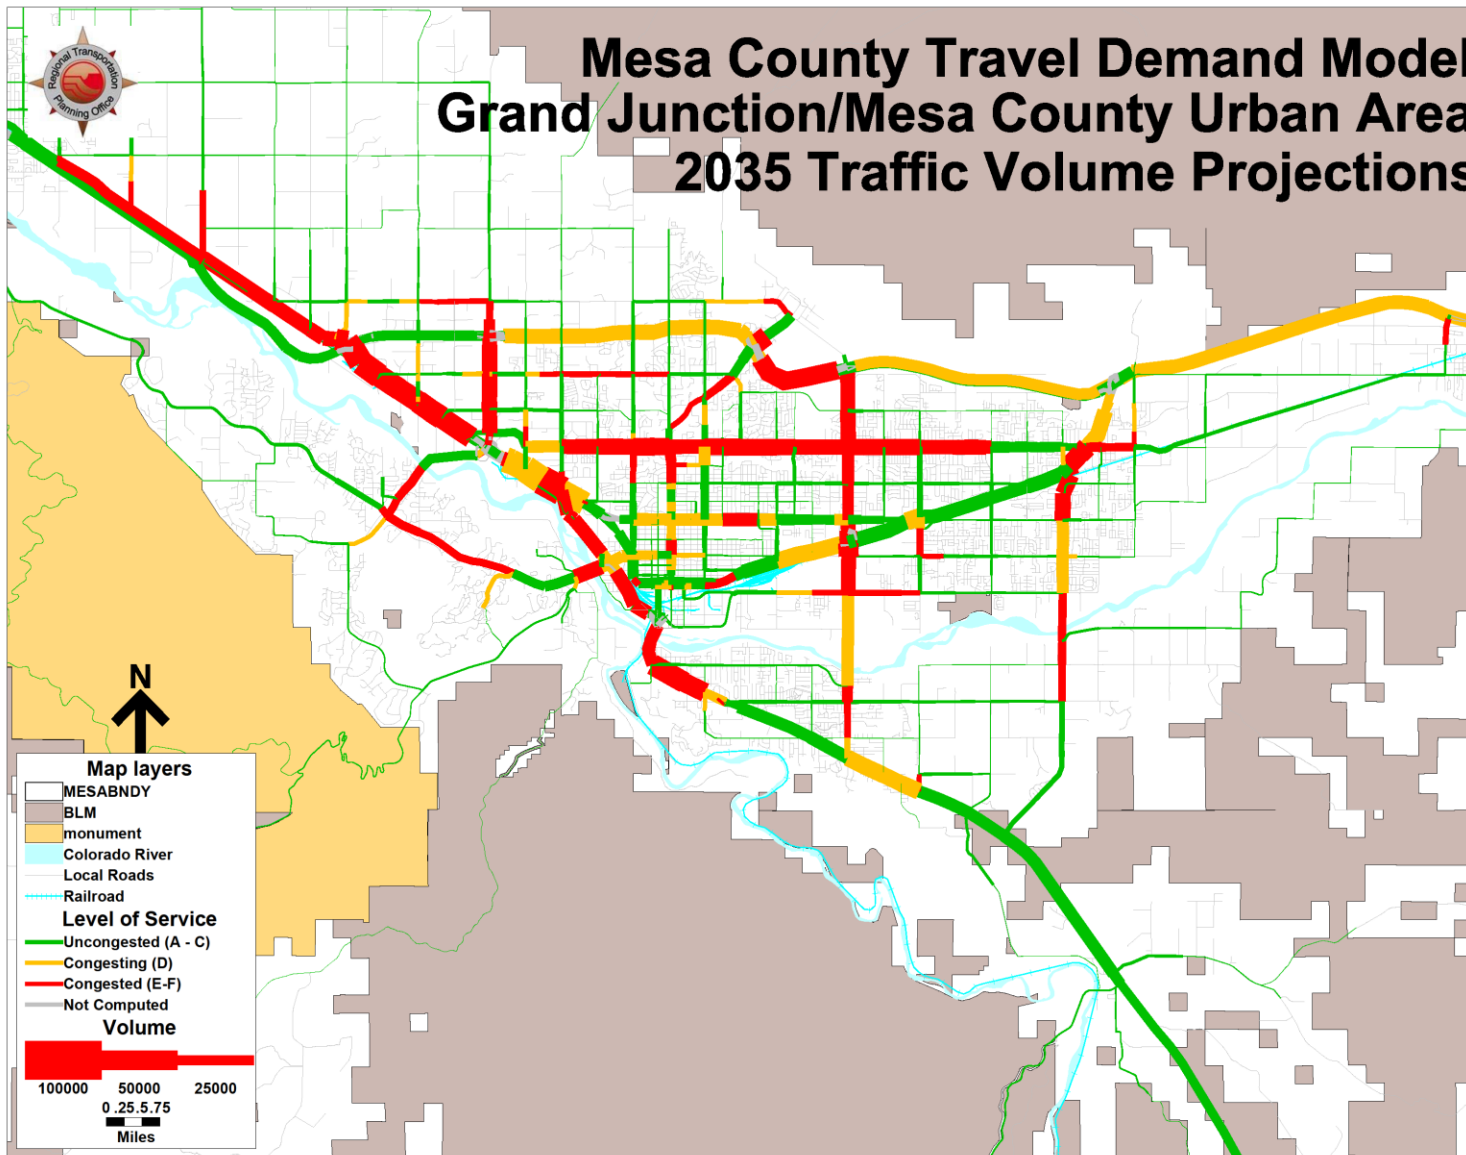 Regional Transportation
Planning Office
Mesa County Travel Demand Model
Grand Junction/Mesa County Urban Area
2035 Traffic Volume Projections
N
Map layers
MESABNDY
BLM
monument
Colorado River
Local Roads
Railroad
Level of Service
Uncongested (A - C)
Congesting (D)
Congested (E-F)
Not Computed
Volume
100000 50000 25000
0 .25.5.75
Miles